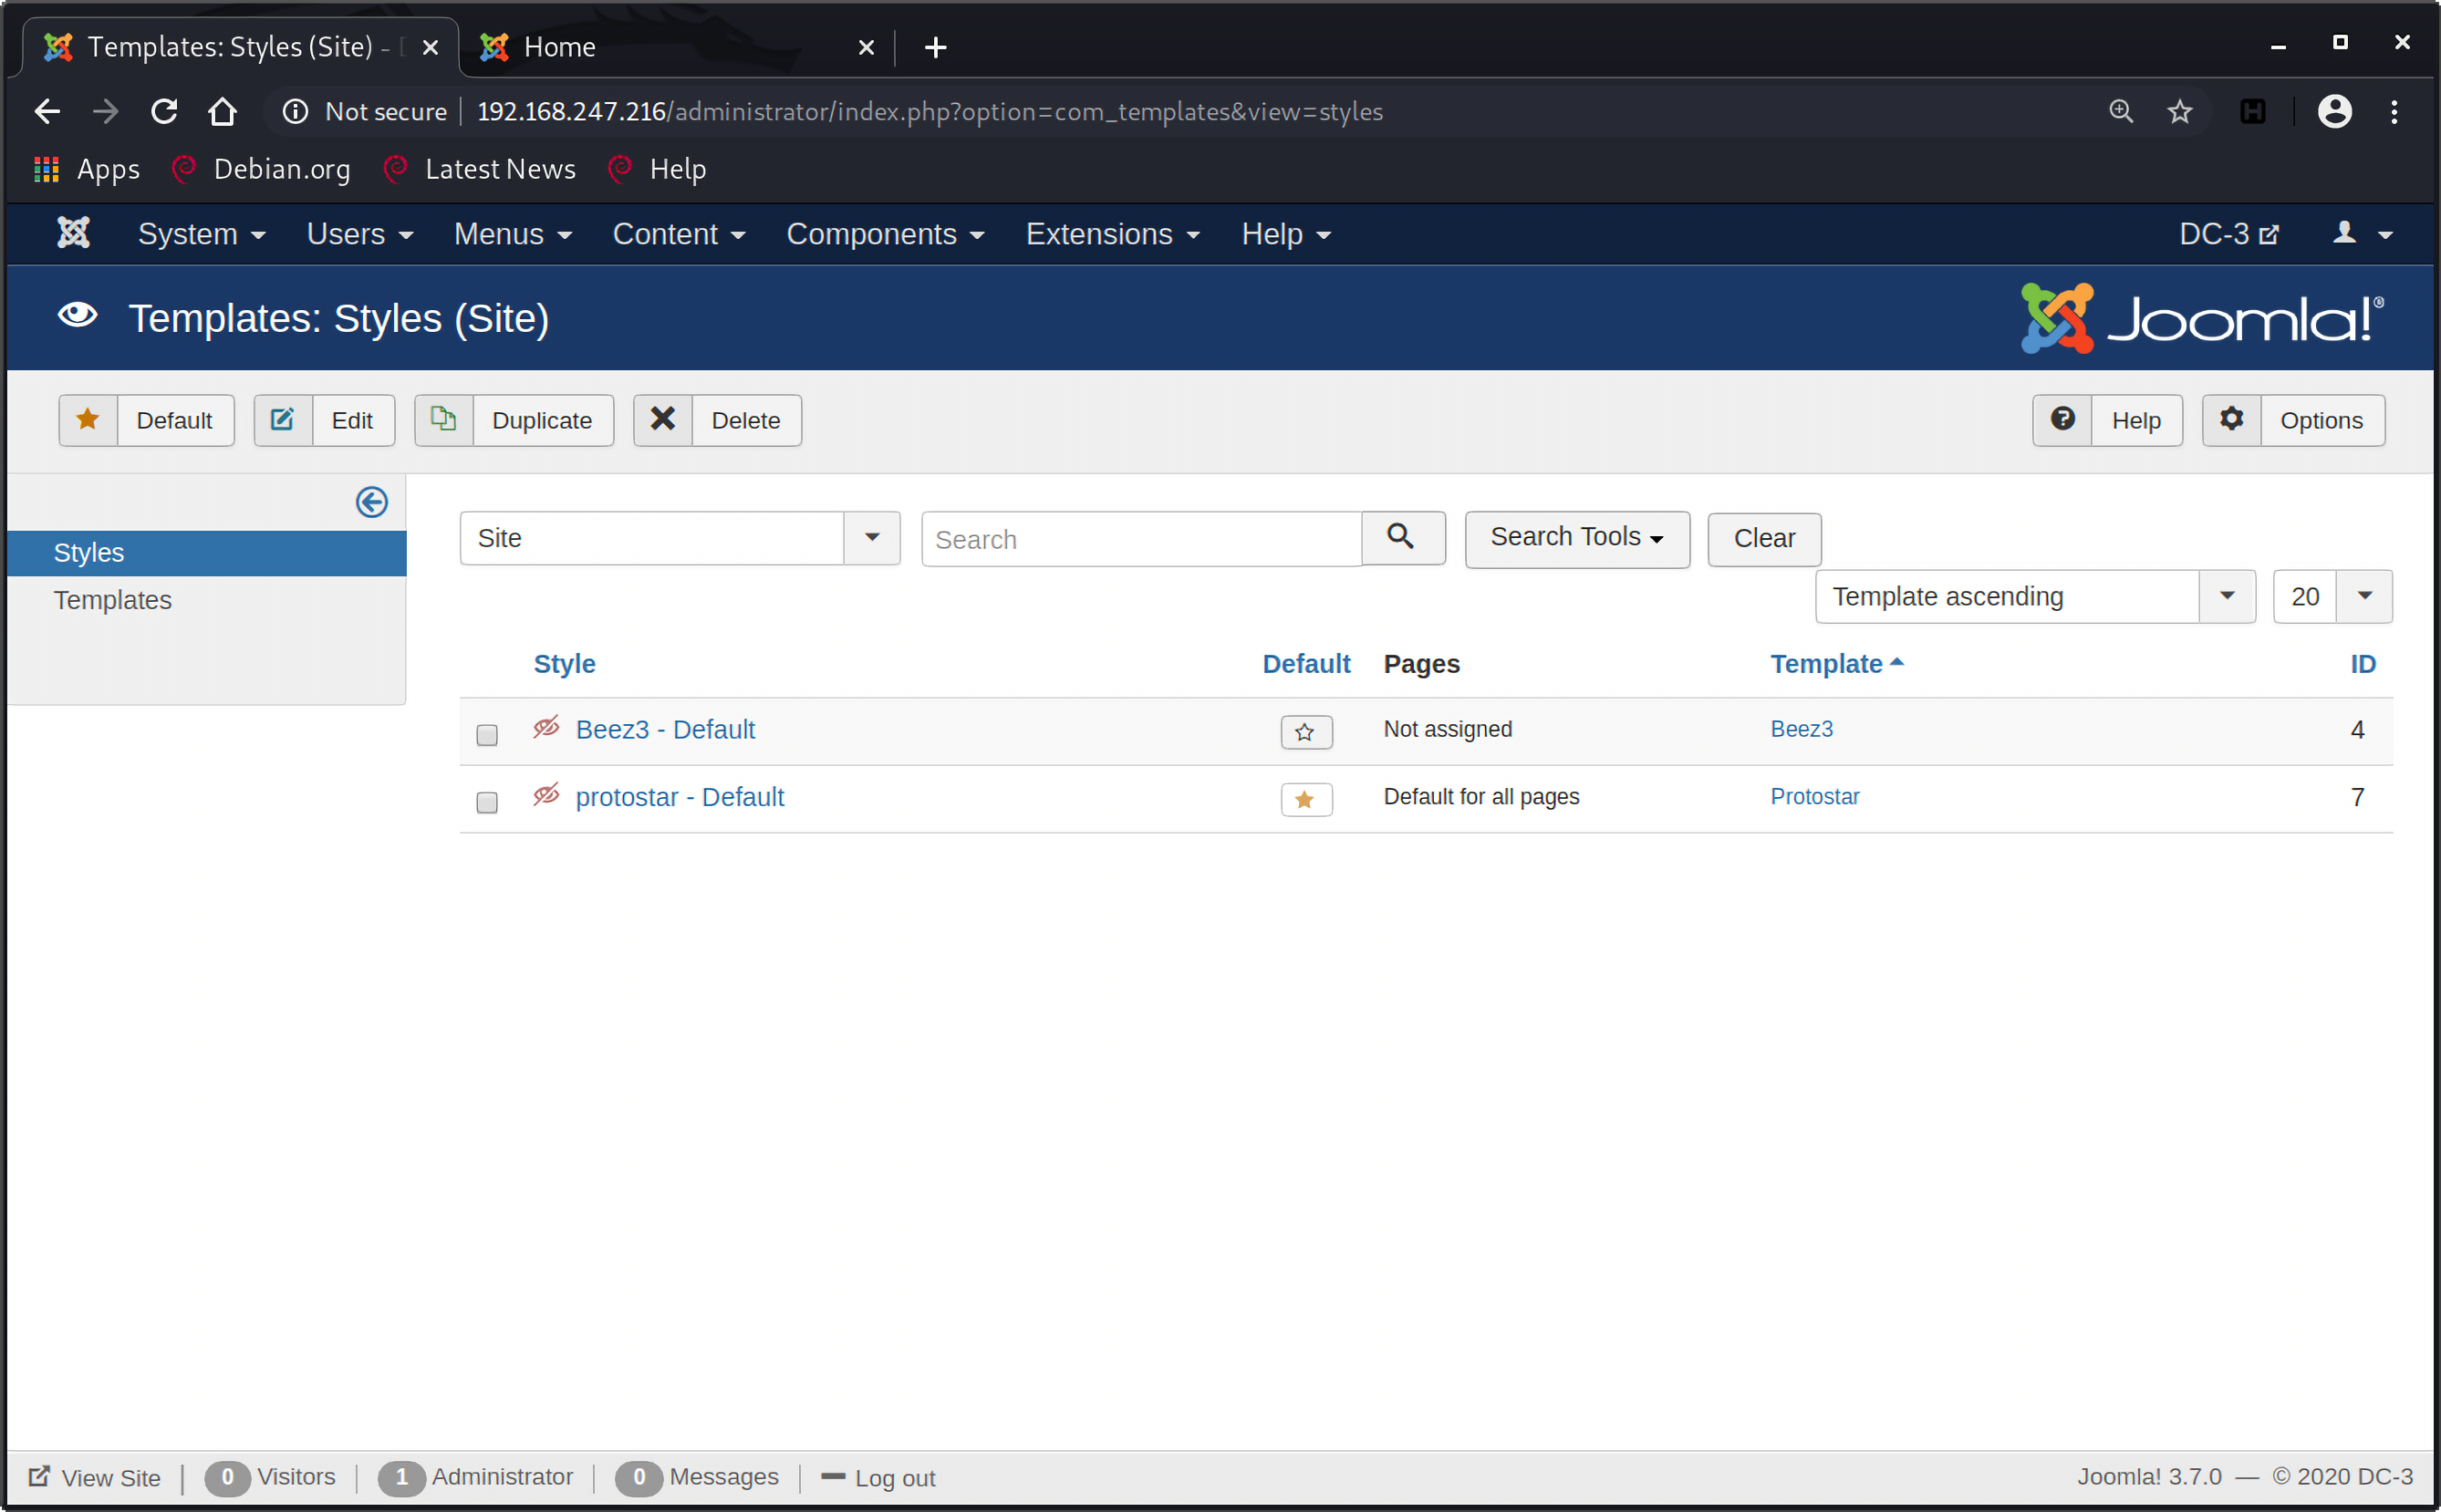 Templates: Styles (Site) -
Home
Not secure 192.168.247.216/administrator/index.php?option=com_templates&view=styles
Apps Debian.org Latest News Help
System Users Menus Content Components Extensions Help DC-3
Templates: Styles (Site) Joomla!®
Default Edit Duplicate Delete Help Options
Styles
Templates
Site Search Search Tools Clear
Template ascending 20
Style Default Pages Template ID
Beez3 - Default Not assigned Beez3 4
protostar - Default Default for all pages Protostar 7
View Site 0 Visitors 1 Administrator 0 Messages Log out Joomla! 3.7.0 — © 2020 DC-3